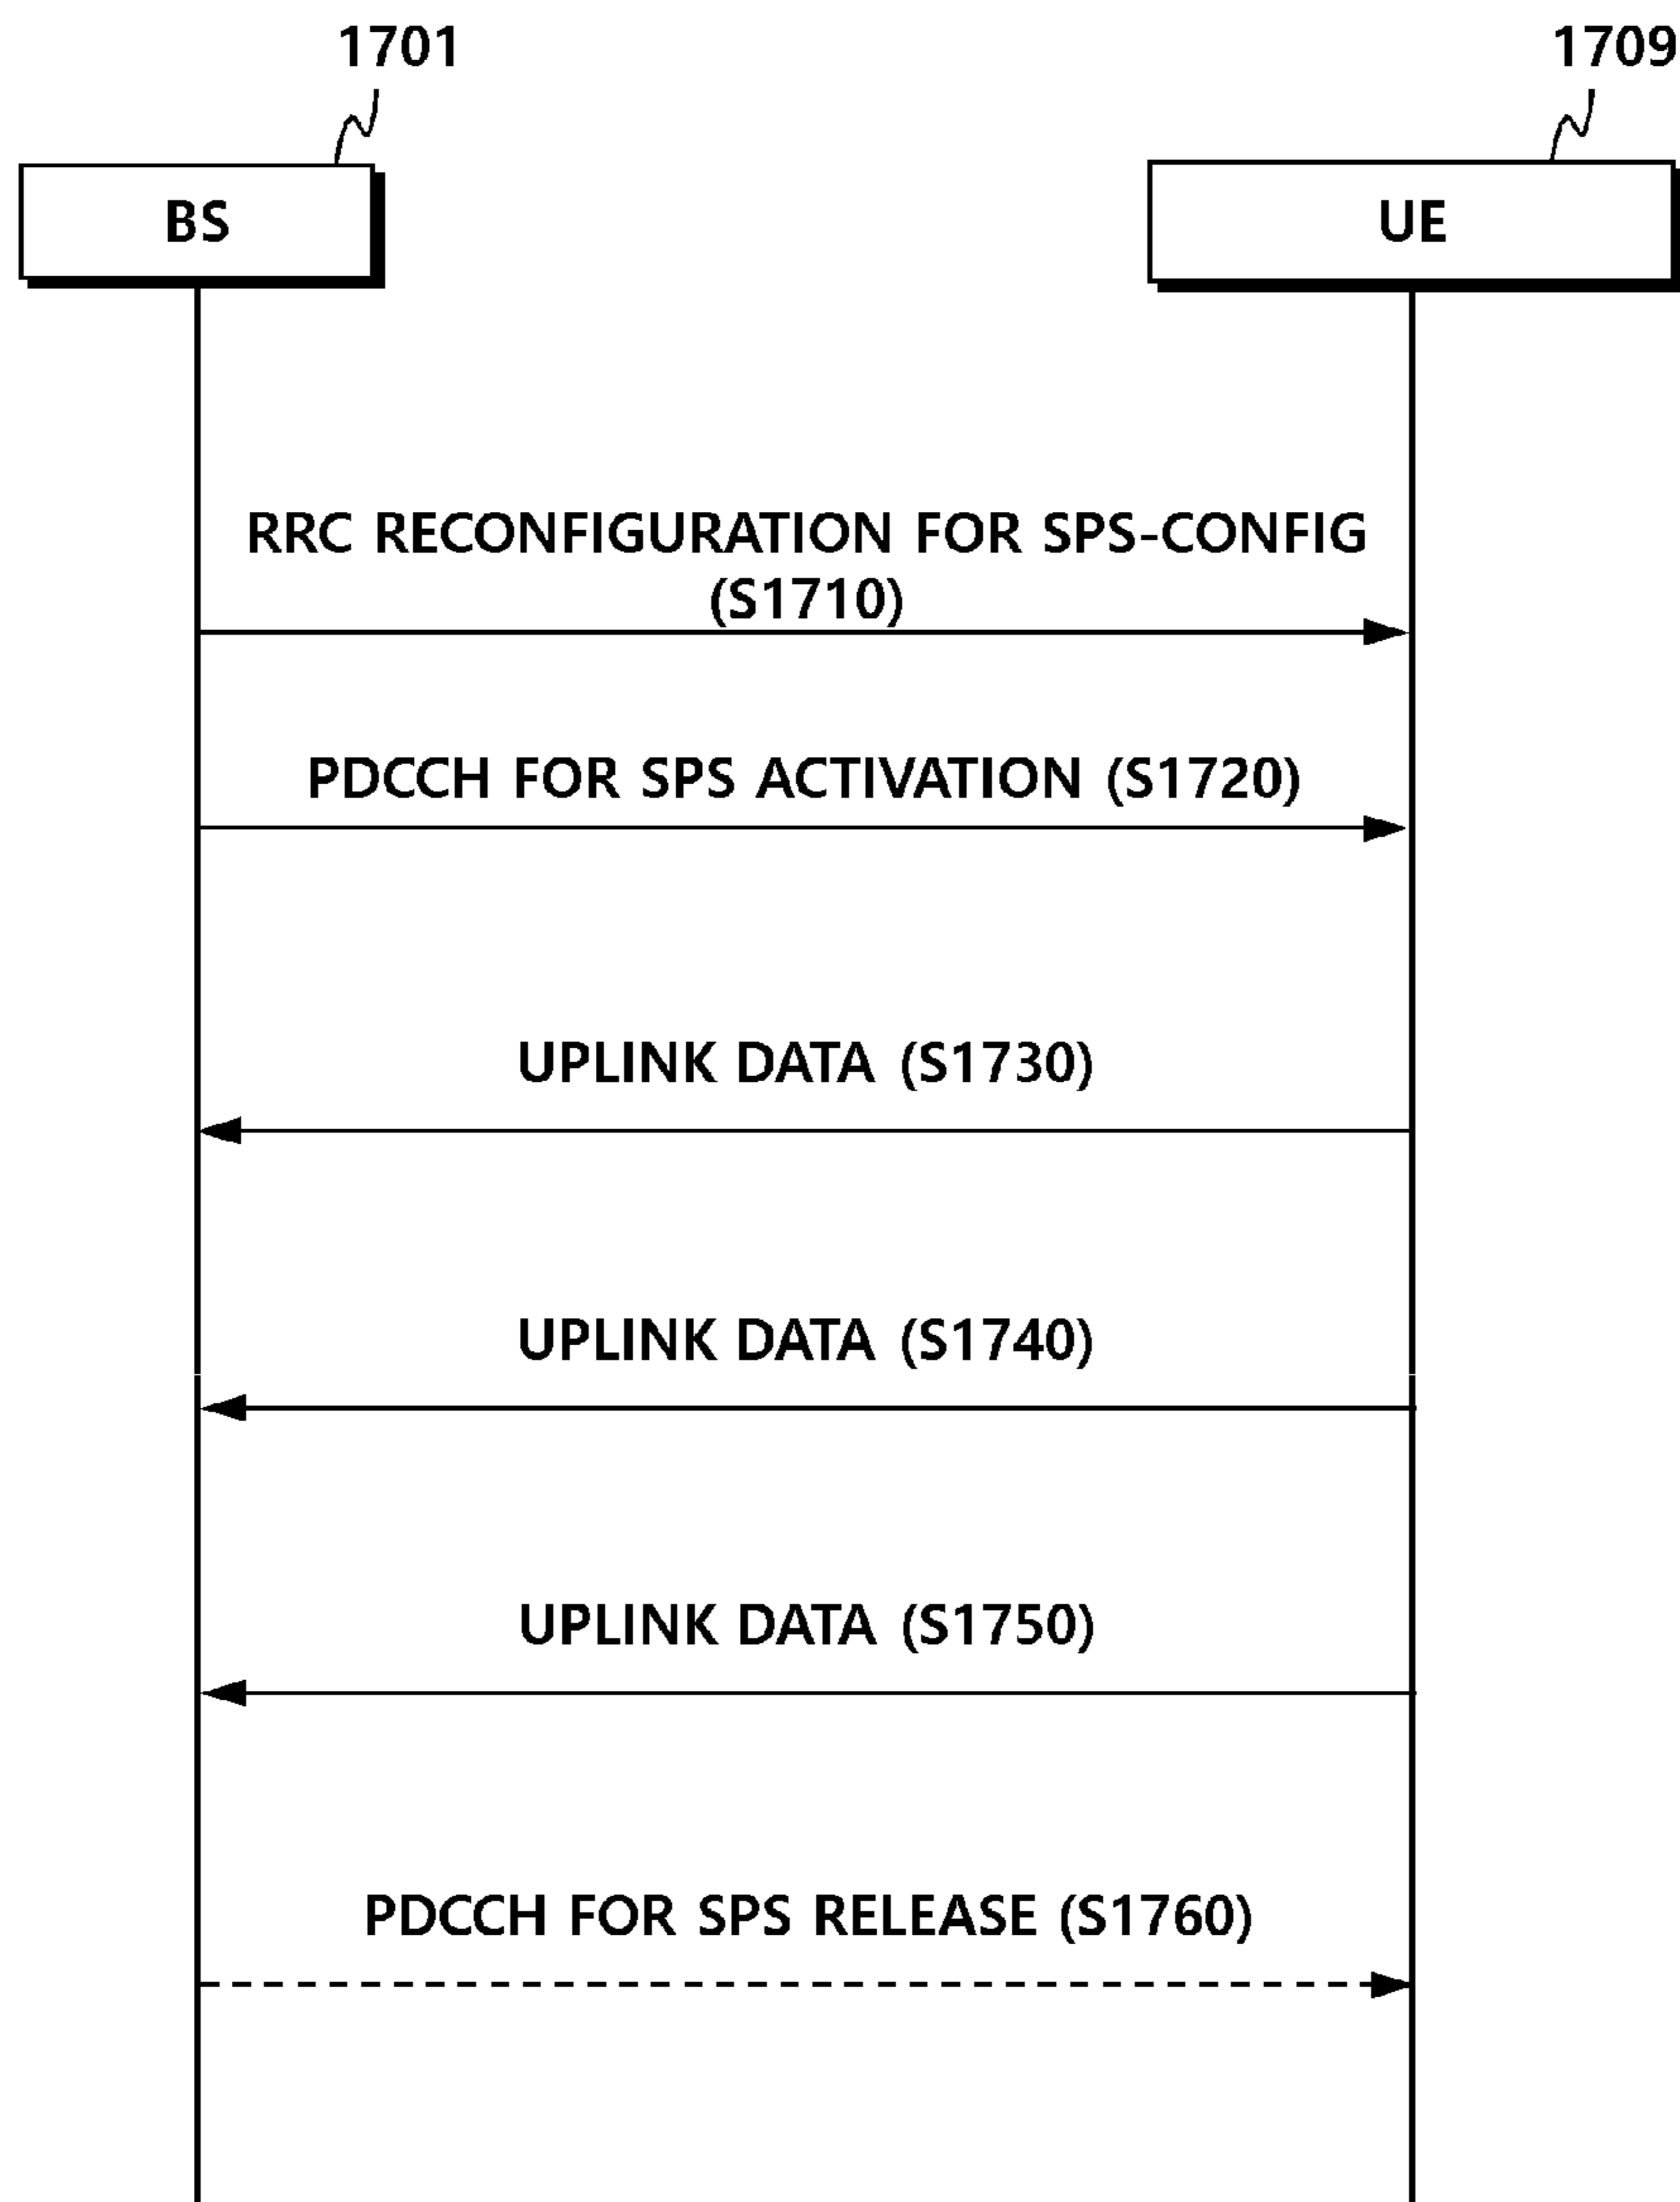 1701
1709
BS
UE
RRC RECONFIGURATION FOR SPS-CONFIG
(S1710)
PDCCH FOR SPS ACTIVATION (S1720)
UPLINK DATA (S1730)
UPLINK DATA (S1740)
UPLINK DATA (S1750)
PDCCH FOR SPS RELEASE (S1760)